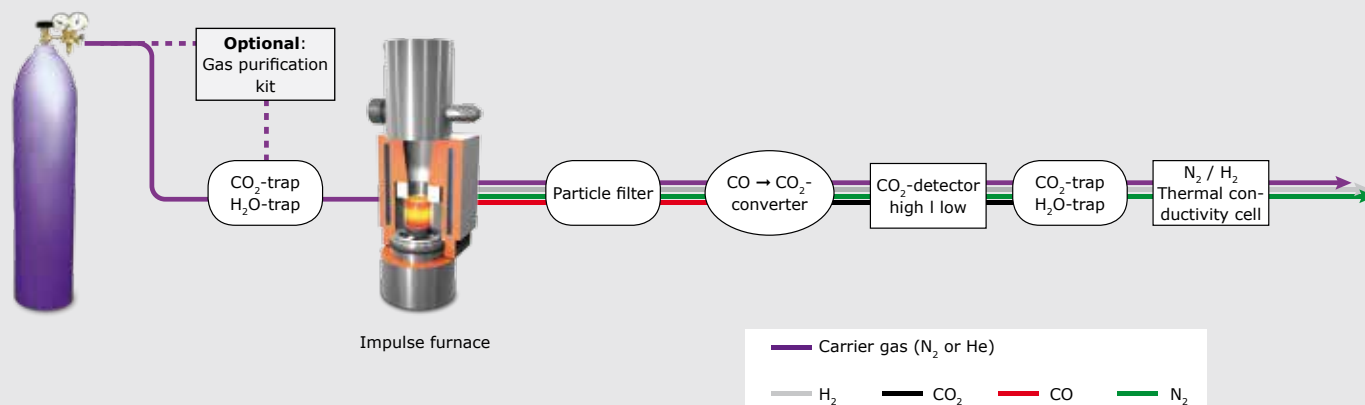 Optional:
Gas purification
kit
CO₂-trap
H₂O-trap
Impulse furnace
Particle filter
CO → CO₂-
converter
CO₂-detector
high l low
CO₂-trap
H₂O-trap
N₂ / H₂
Thermal con-
ductivity cell
Carrier gas (N₂ or He)
H₂
CO₂
CO
N₂